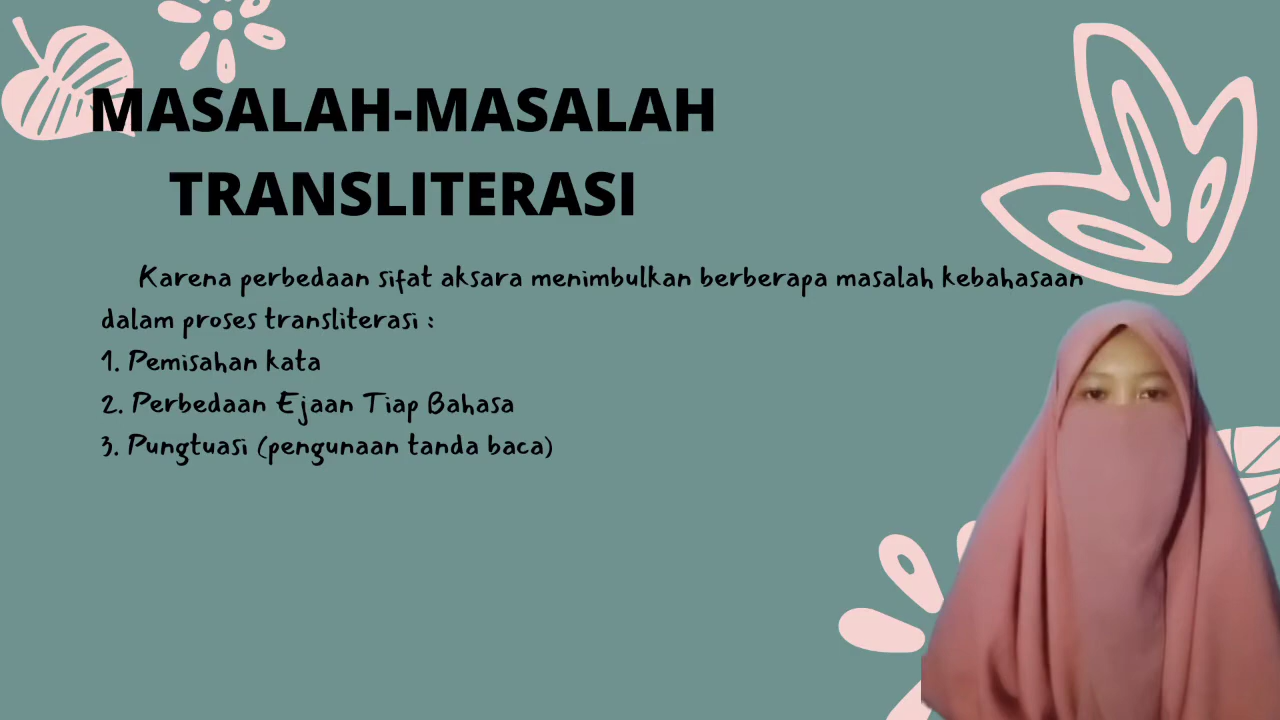 MASALAH-MASALAH
TRANSLITERASI
Karena perbedaan sifat aksara menimbulkan berberapa masalah kebahasaan
dalam proses transliterasi :
1. Pemisahan kata
2. Perbedaan Ejaan Tiap Bahasa
3. Pungtuasi (pengunaan tanda baca)